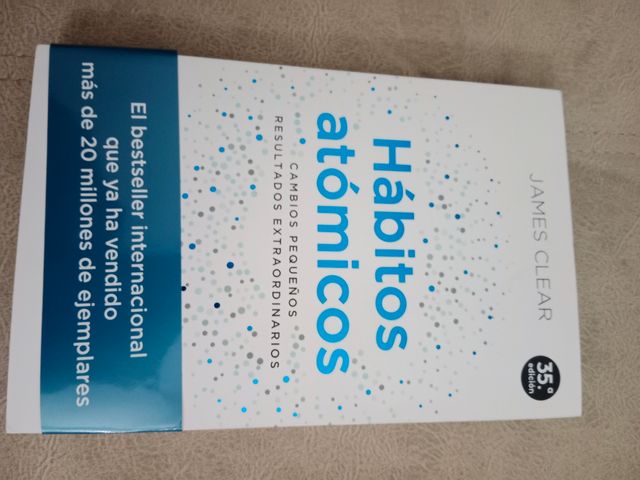 JAMES CLEAR
35.ª
edición
Hábitos
atómicos
CAMBIOS PEQUEÑOS
RESULTADOS EXTRAORDINARIOS
El bestseller internacional
que ya ha vendido
más de 20 millones de ejemplares